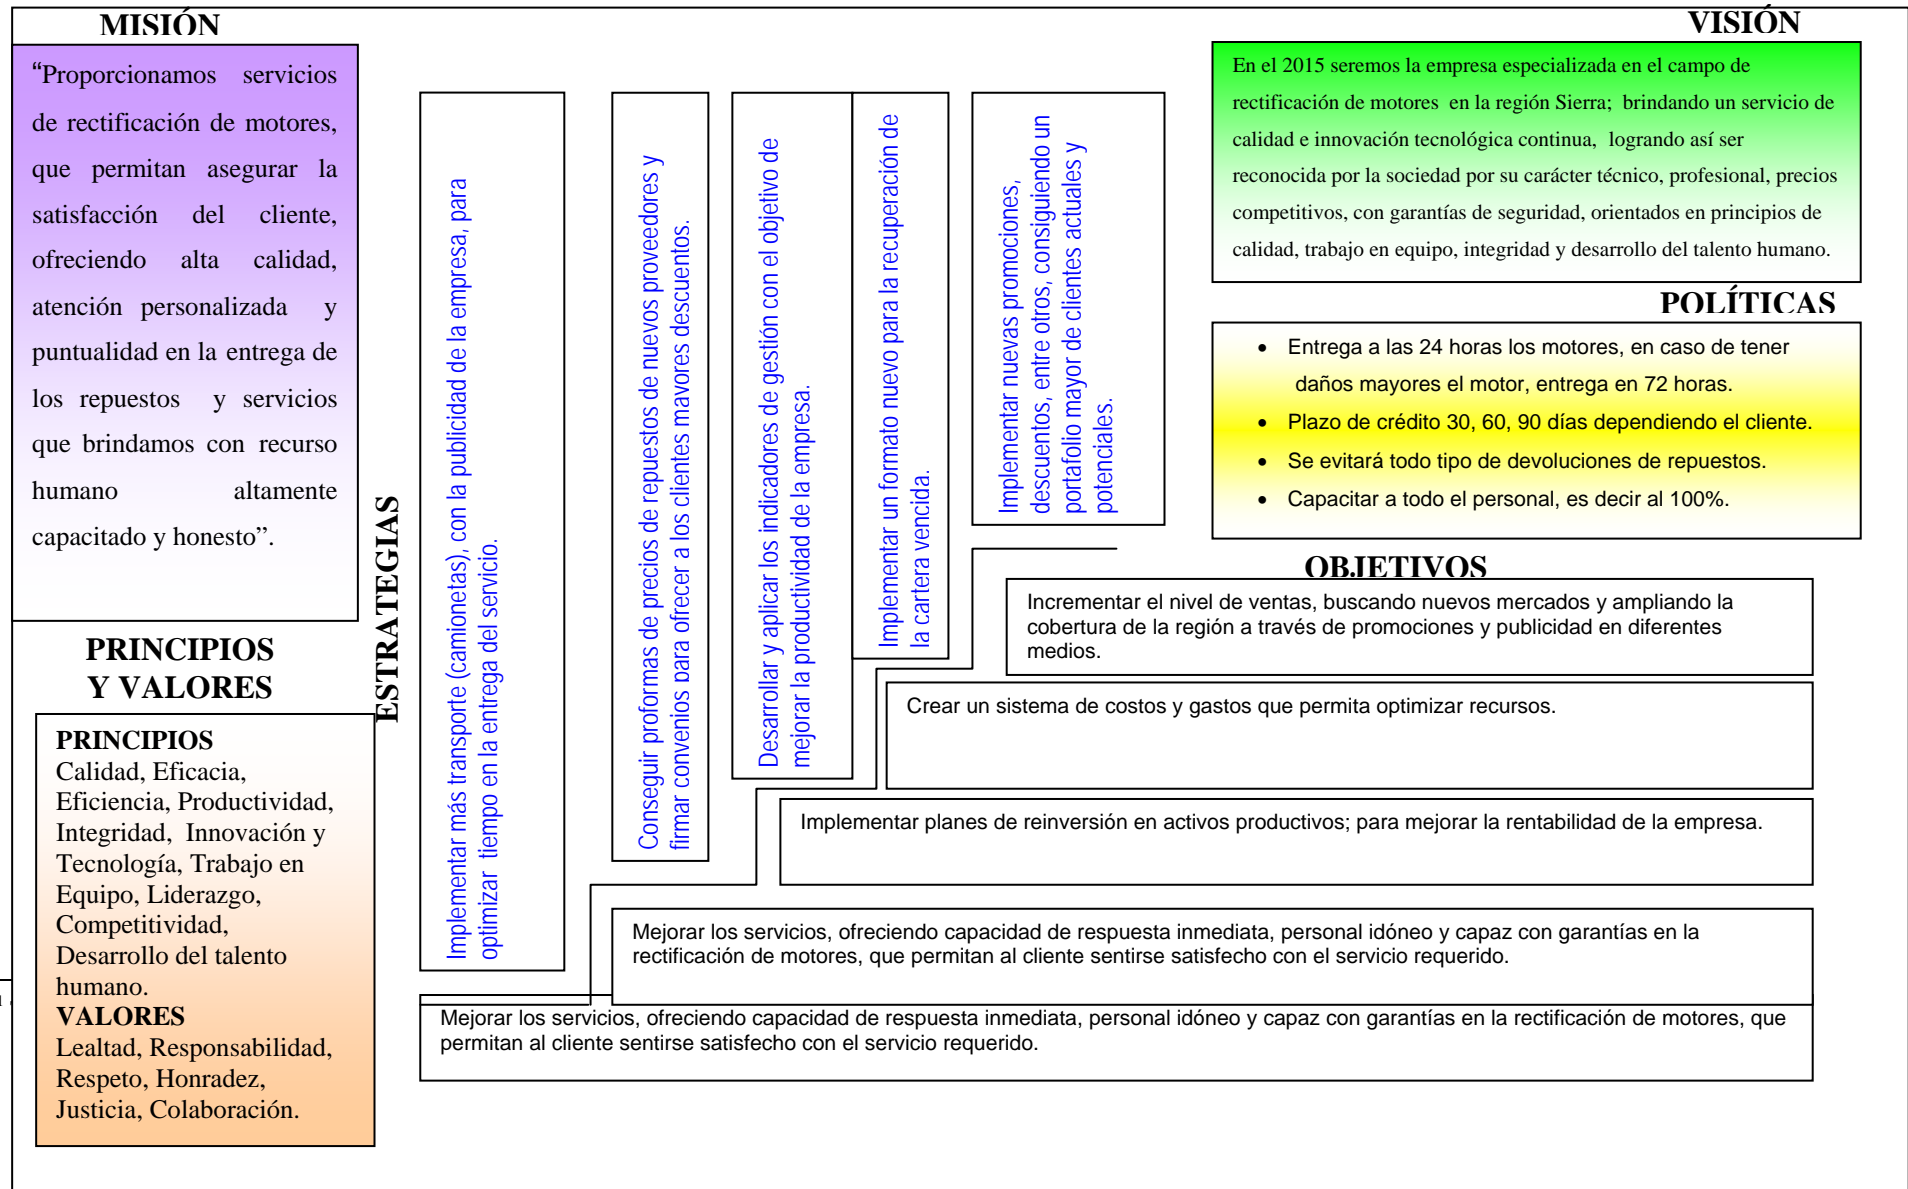 MISIÓN
“Proporcionamos servicios
de rectificación de motores,
que permitan asegurar la
satisfacción del cliente,
ofreciendo alta calidad,
atención personalizada y
puntualidad en la entrega de
los repuestos y servicios
que brindamos con recurso
humano altamente
capacitado y honesto”.
PRINCIPIOS
Y VALORES
PRINCIPIOS
Calidad, Eficacia,
Eficiencia, Productividad,
Integridad, Innovación y
Tecnología, Trabajo en
Equipo, Liderazgo,
Competitividad,
Desarrollo del talento
humano.
VALORES
Lealtad, Responsabilidad,
Respeto, Honradez,
Justicia, Colaboración.
ESTRATEGIAS
Implementar más transporte (camionetas), con la publicidad de la empresa, para
optimizar tiempo en la entrega del servicio.
Conseguir proformas de precios de repuestos de nuevos proveedores y
firmar convenios para ofrecer a los clientes mayores descuentos.
Desarrollar y aplicar los indicadores de gestión con el objetivo de
mejorar la productividad de la empresa.
Implementar un formato nuevo para la recuperación de
la cartera vencida.
Implementar nuevas promociones,
descuentos, entre otros, consiguiendo un
portafolio mayor de clientes actuales y
potenciales.
VISIÓN
En el 2015 seremos la empresa especializada en el campo de
rectificación de motores en la región Sierra; brindando un servicio de
calidad e innovación tecnológica continua, logrando así ser
reconocida por la sociedad por su carácter técnico, profesional, precios
competitivos, con garantías de seguridad, orientados en principios de
calidad, trabajo en equipo, integridad y desarrollo del talento humano.
POLÍTICAS
• Entrega a las 24 horas los motores, en caso de tener
daños mayores el motor, entrega en 72 horas.
• Plazo de crédito 30, 60, 90 días dependiendo el cliente.
• Se evitará todo tipo de devoluciones de repuestos.
• Capacitar a todo el personal, es decir al 100%.
OBJETIVOS
Incrementar el nivel de ventas, buscando nuevos mercados y ampliando la
cobertura de la región a través de promociones y publicidad en diferentes
medios.
Crear un sistema de costos y gastos que permita optimizar recursos.
Implementar planes de reinversión en activos productivos; para mejorar la rentabilidad de la empresa.
Mejorar los servicios, ofreciendo capacidad de respuesta inmediata, personal idóneo y capaz con garantías en la
rectificación de motores, que permitan al cliente sentirse satisfecho con el servicio requerido.
Mejorar los servicios, ofreciendo capacidad de respuesta inmediata, personal idóneo y capaz con garantías en la rectificación de motores, que
permitan al cliente sentirse satisfecho con el servicio requerido.